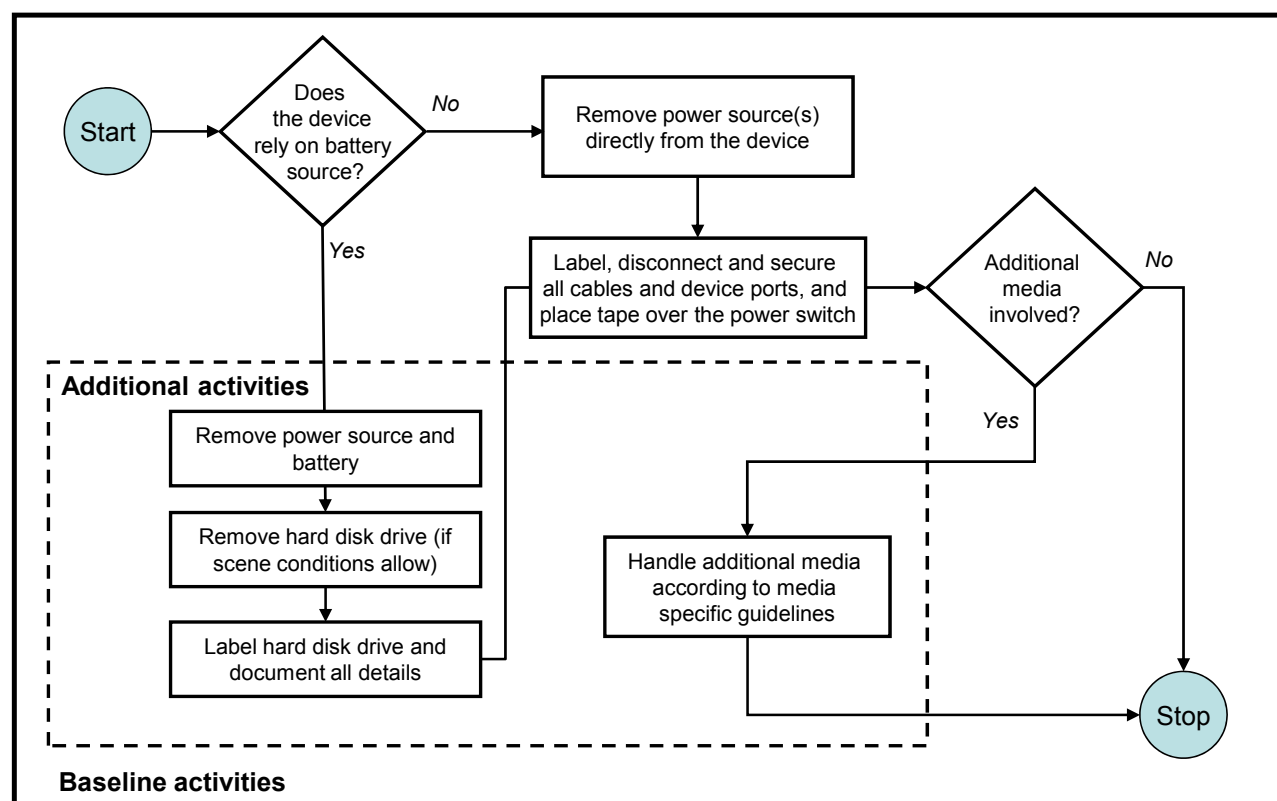 Start
Does
the device
rely on battery
source?
No
Remove power source(s)
directly from the device
Yes
Label, disconnect and secure
all cables and device ports, and
place tape over the power switch
Additional
media
involved?
No
Yes
Additional activities
Remove power source and
battery
Remove hard disk drive (if
scene conditions allow)
Label hard disk drive and
document all details
Handle additional media
according to media
specific guidelines
Stop
Baseline activities